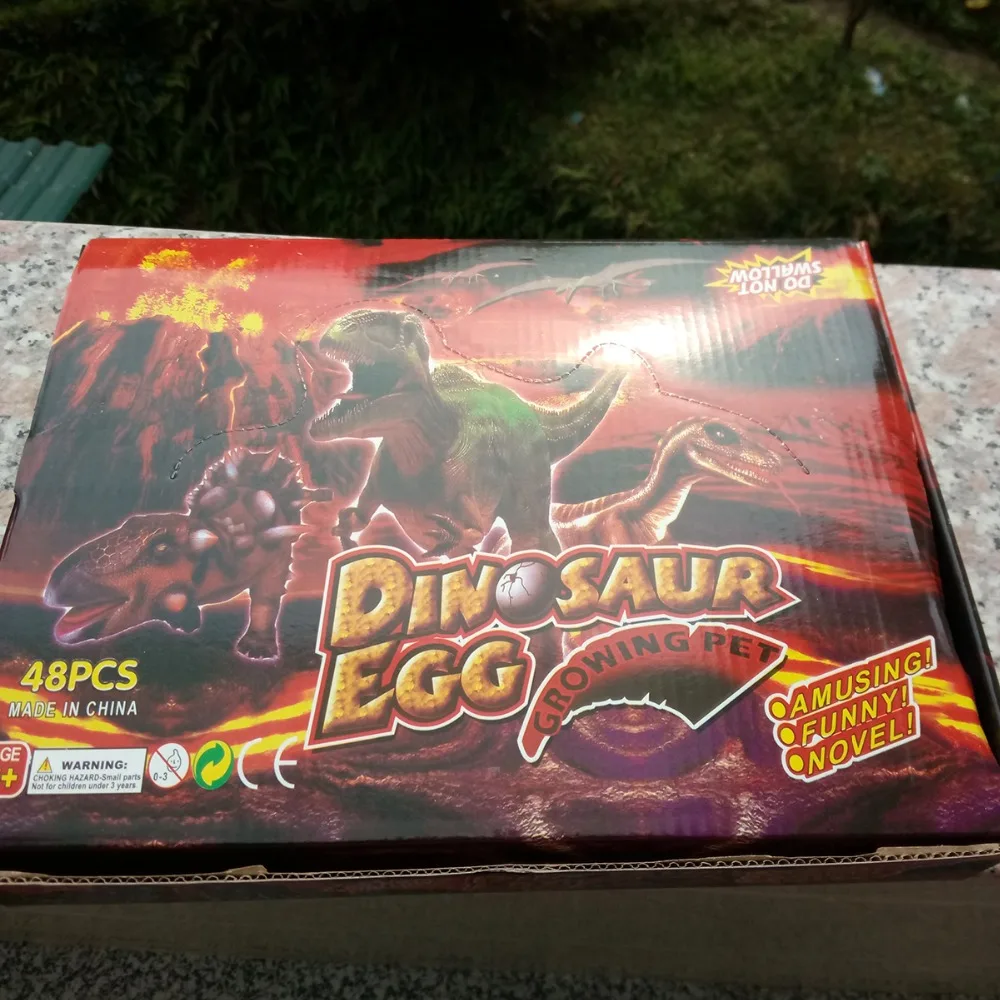 DO NOT
SWALLOW
DINOSAUR
EGG
GROWING PET
48PCS
MADE IN CHINA
AMUSING!
FUNNY!
NOVEL!
GE
+
WARNING:
CHOKING HAZARD-Small parts
Not for children under 3 years
0-3
CE